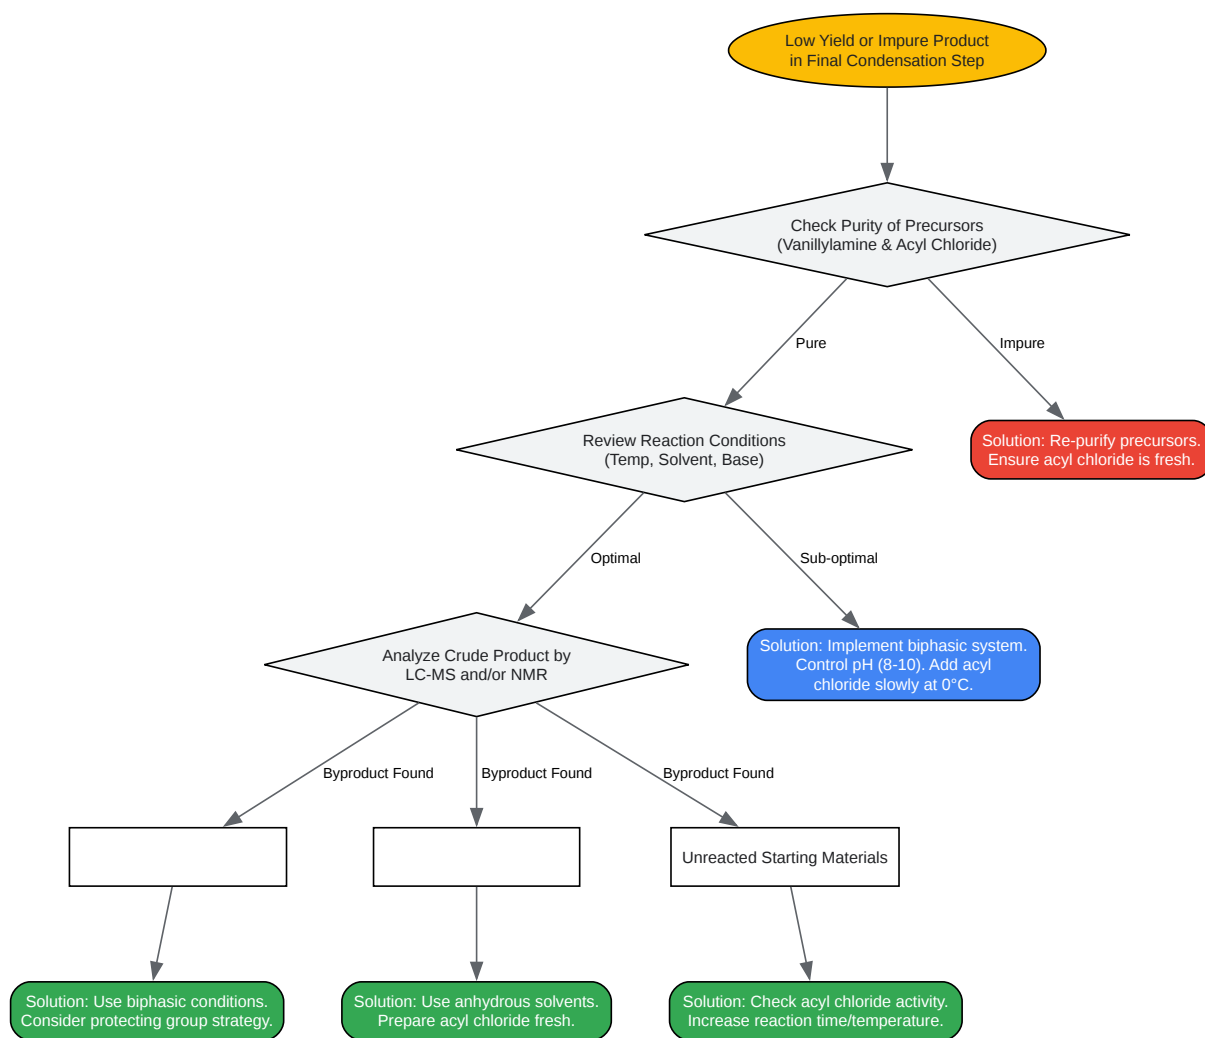 Low Yield or Impure Product
in Final Condensation Step
Check Purity of Precursors
(Vanillylamine & Acyl Chloride)
Pure
Impure
Review Reaction Conditions
(Temp, Solvent, Base)
Solution: Re-purify precursors.
Ensure acyl chloride is fresh.
Optimal
Sub-optimal
Analyze Crude Product by
LC-MS and/or NMR
Solution: Implement biphasic system.
Control pH (8-10). Add acyl
chloride slowly at 0°C.
Byproduct Found
Byproduct Found
Byproduct Found
Unreacted Starting Materials
Solution: Use biphasic conditions.
Consider protecting group strategy.
Solution: Use anhydrous solvents.
Prepare acyl chloride fresh.
Solution: Check acyl chloride activity.
Increase reaction time/temperature.